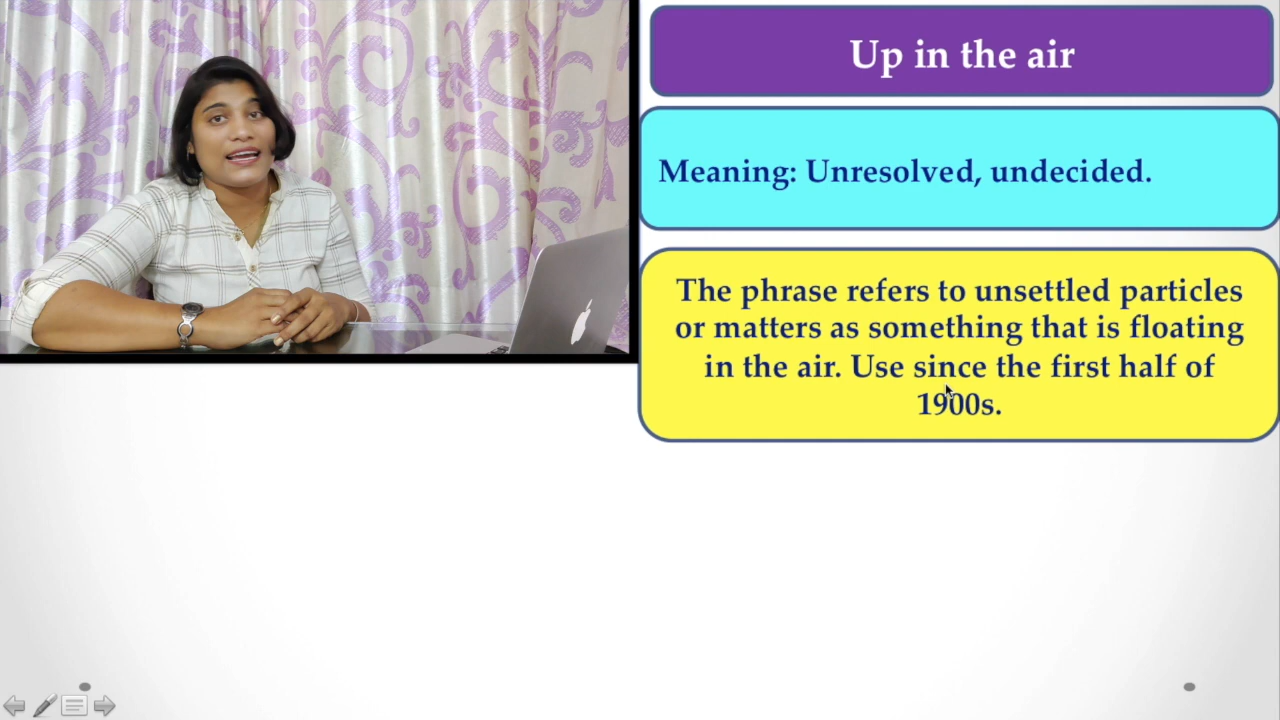 Up in the air
Meaning: Unresolved, undecided.
The phrase refers to unsettled particles
or matters as something that is floating
in the air. Use since the first half of
1900s.